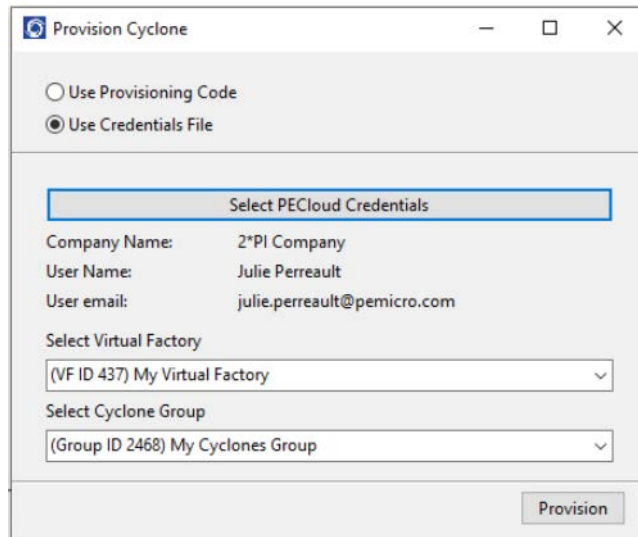 Provision Cyclone
Use Provisioning Code
Use Credentials File
Select PECloud Credentials
Company Name: 2*PI Company
User Name: Julie Perreault
User email: julie.perreault@pemicro.com
Select Virtual Factory
(VF ID 437) My Virtual Factory
Select Cyclone Group
(Group ID 2468) My Cyclones Group
Provision